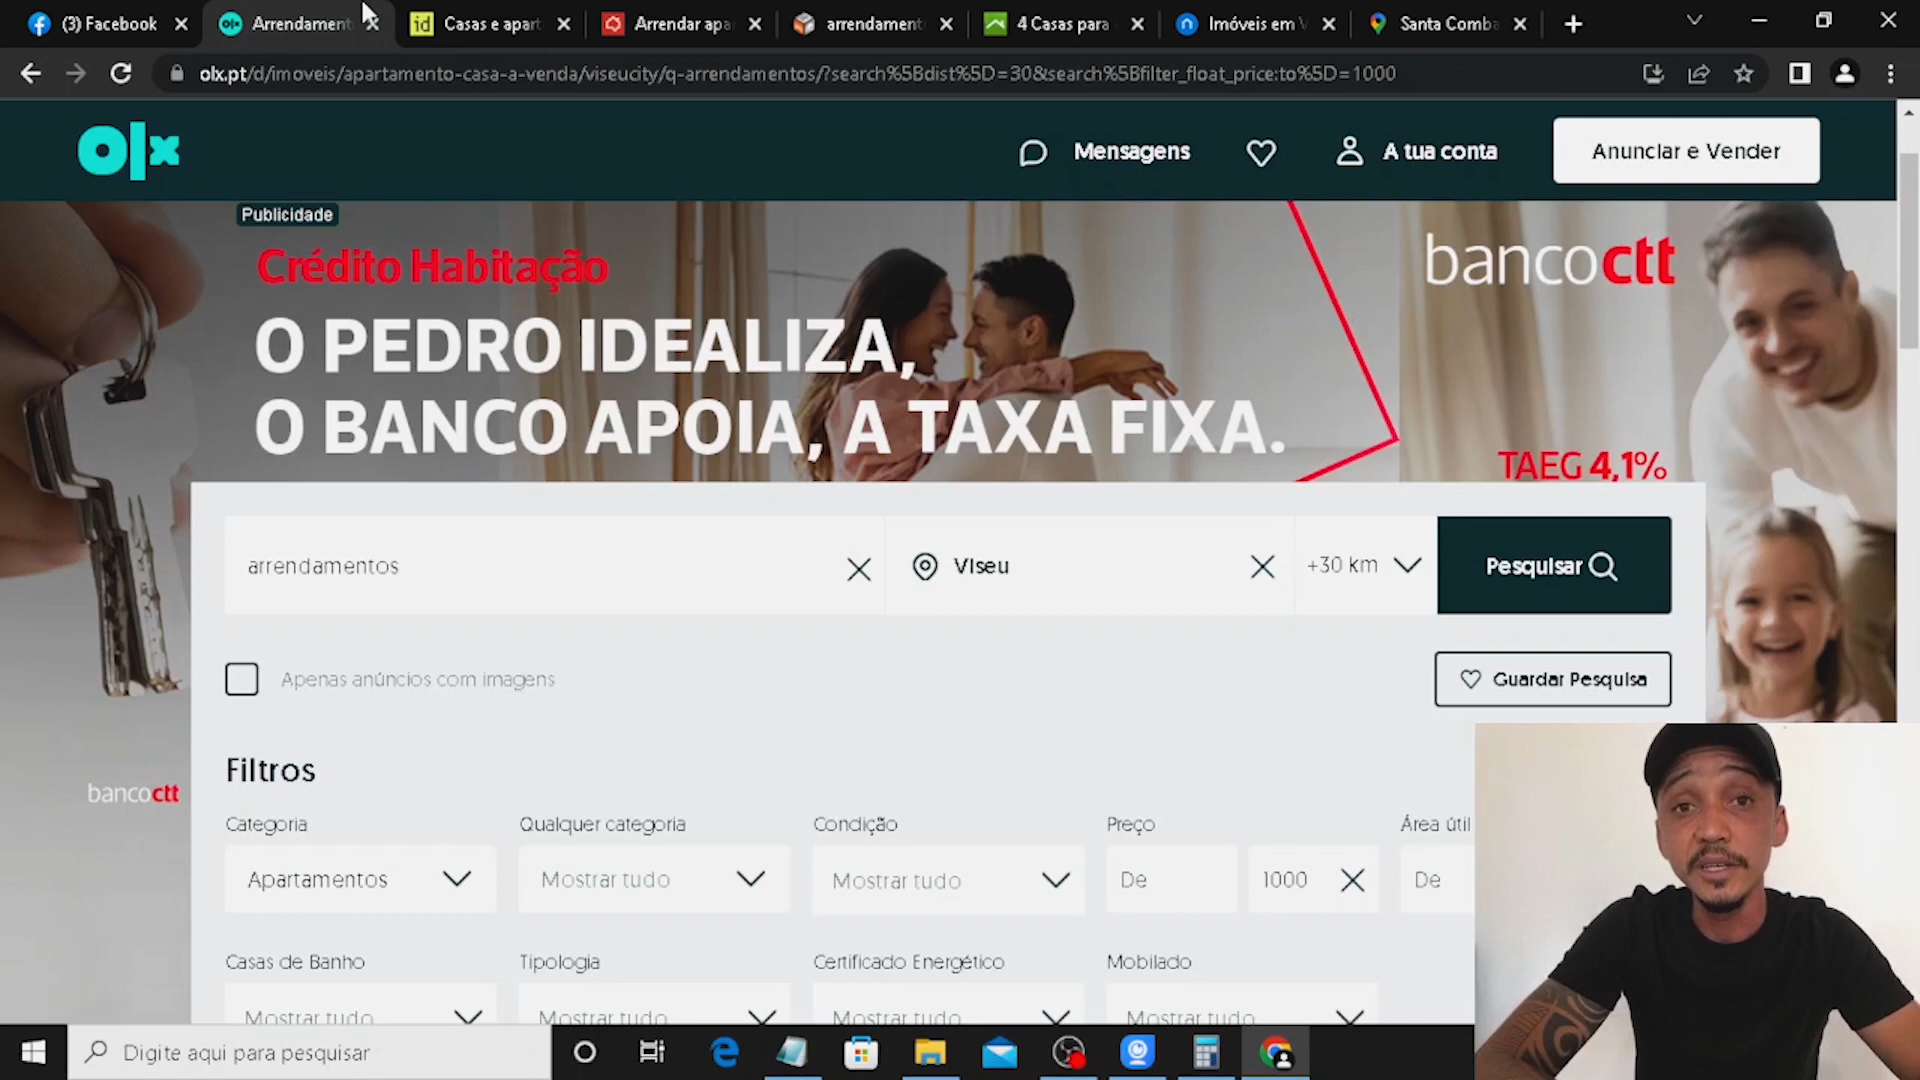 (3) Facebook
Arrendament
Casas e apart
Arrendar apa
arrendament
4 Casas para
Imóveis em V
Santa Comba
olx.pt/d/imoveis/apartamento-casa-a-venda/viseucity/q-arrendamentos/?search%5Bdist%5D=30&search%5Bfilter_float_price:to%5D=1000
olx
Mensagens
A tua conta
Anunciar e Vender
Publicidade
Crédito Habitação
O PEDRO IDEALIZA,
O BANCO APOIA, A TAXA FIXA.
bancoctt
TAEG 4,1%
arrendamentos
Viseu
+30 km
Pesquisar
Apenas anúncios com imagens
Guardar Pesquisa
Filtros
bancoctt
Categoria
Qualquer categoria
Condição
Preço
Área útil
Apartamentos
Mostrar tudo
Mostrar tudo
De
1000
De
Casas de Banho
Tipologia
Certificado Energético
Mobilado
Mostrar tudo
Mostrar tudo
Mostrar tudo
Mostrar tudo
Digite aqui para pesquisar